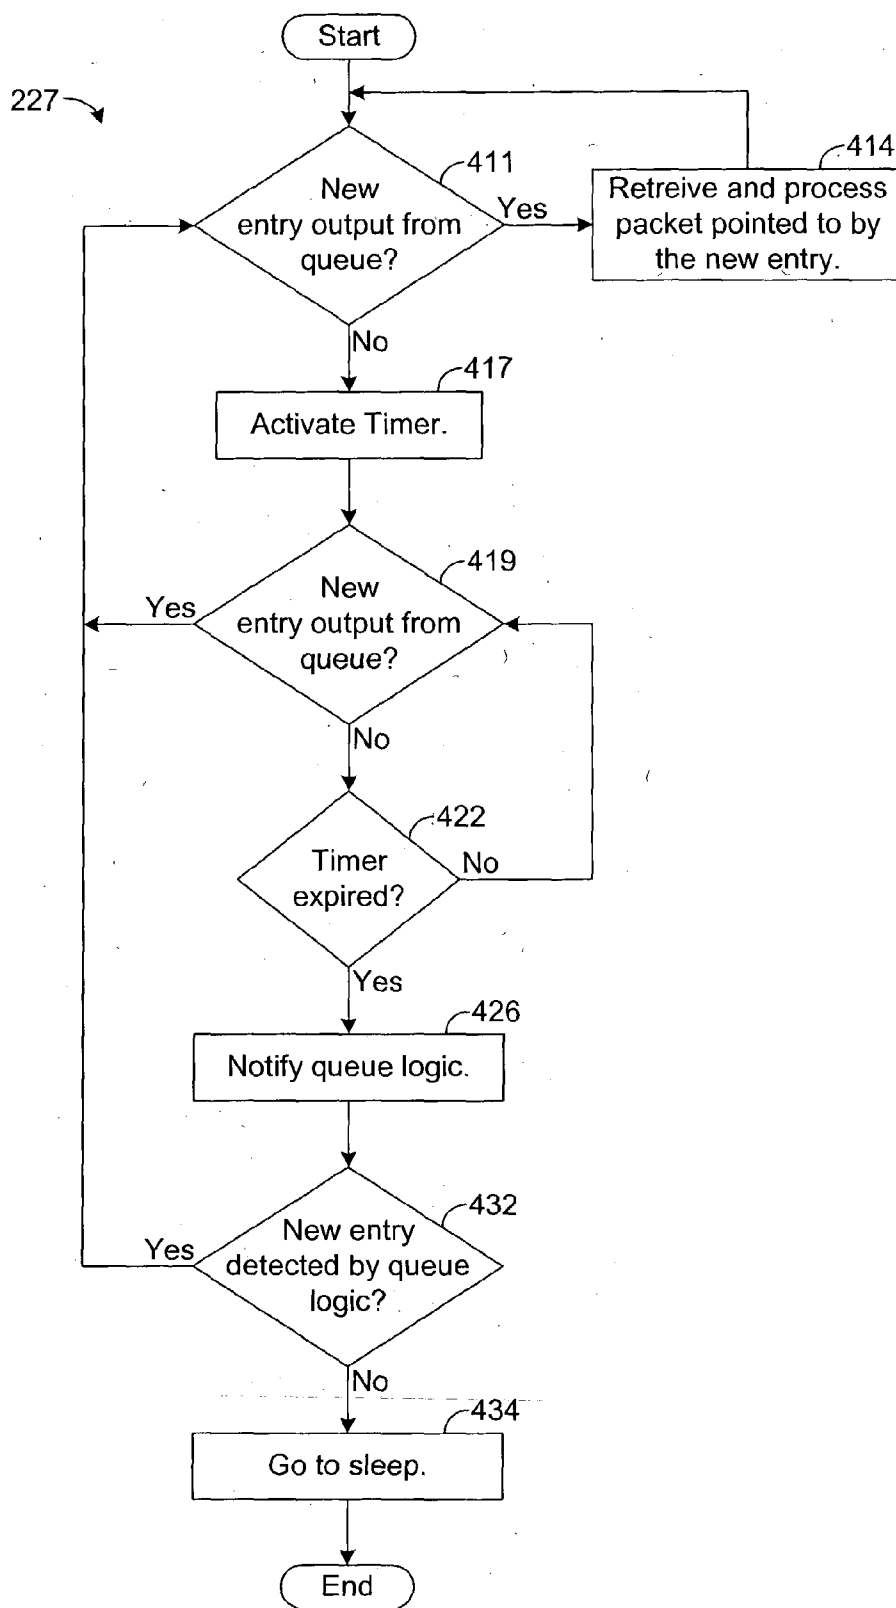 Start
227
411
New
entry output from
queue?
Yes
414
Retreive and process
packet pointed to by
the new entry.
No
417
Activate Timer.
419
New
entry output from
queue?
Yes
No
422
Timer
expired?
No
Yes
426
Notify queue logic.
432
New entry
detected by queue
logic?
Yes
No
434
Go to sleep.
End